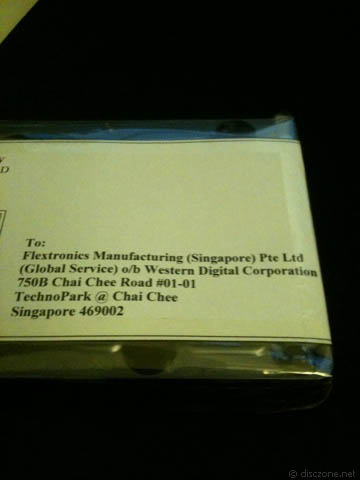 To:
Flextronics Manufacturing (Singapore) Pte Ltd
(Global Service) o/b Western Digital Corporation
750B Chai Chee Road #01-01
TechnoPark @ Chai Chee
Singapore 469002
© disczone.net